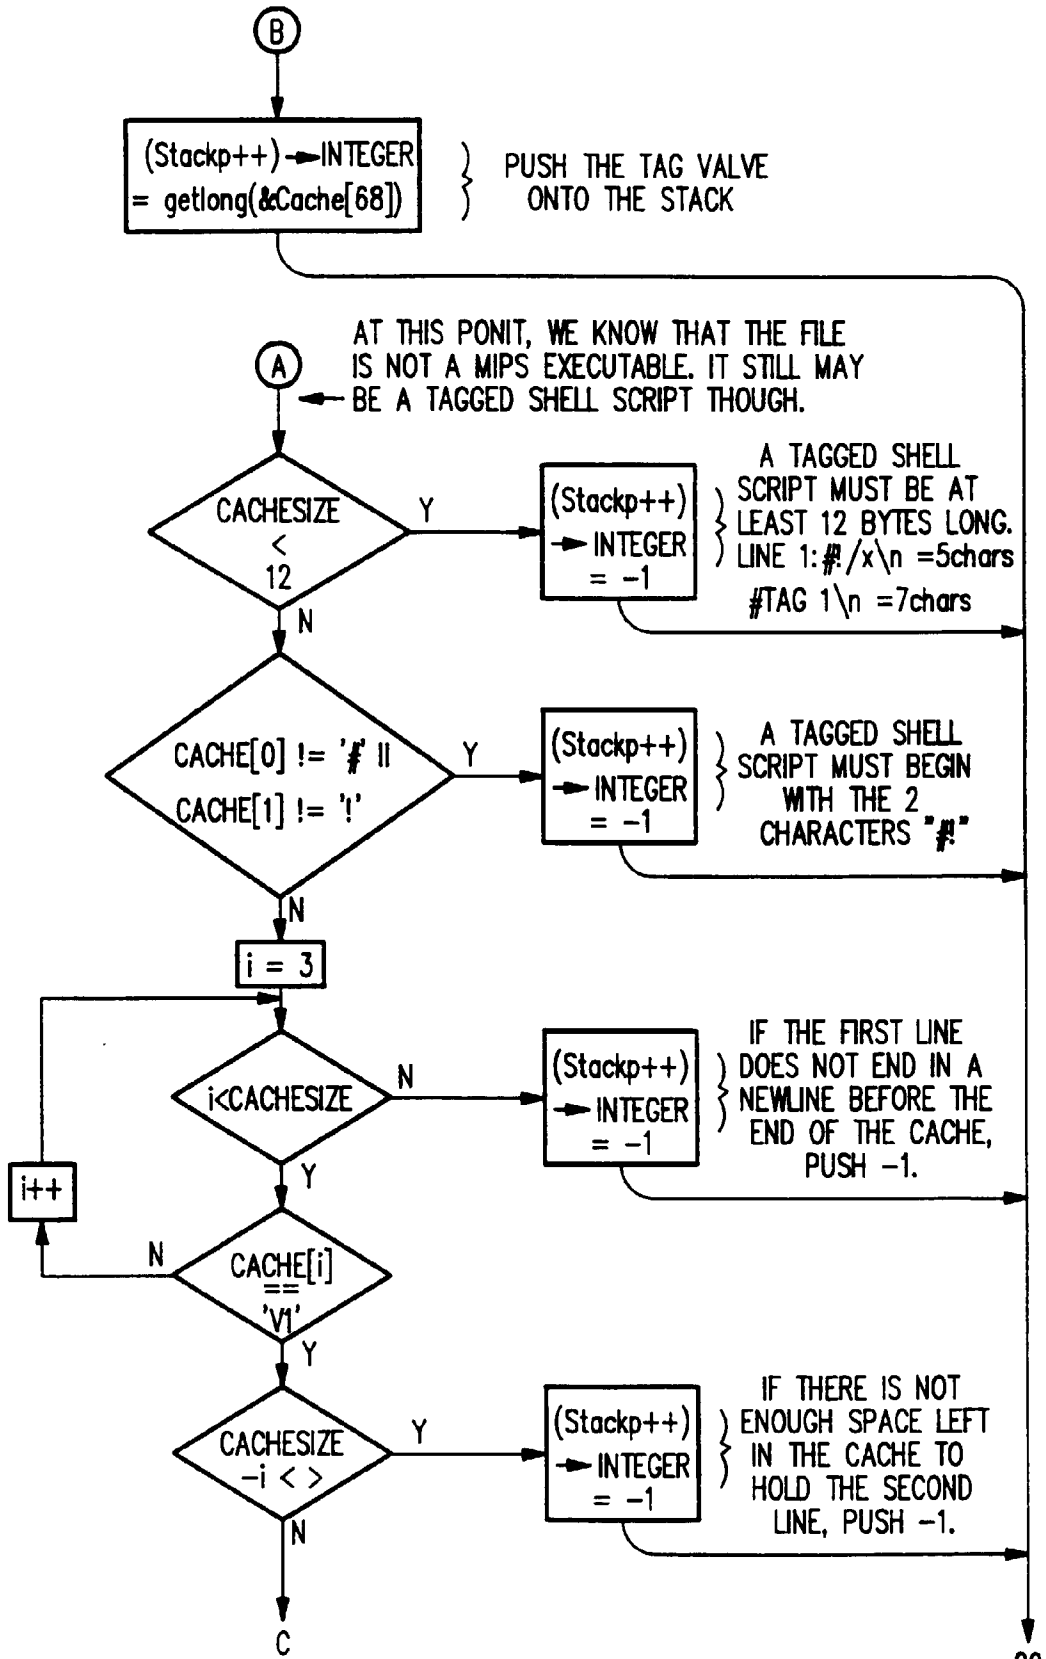 B
(Stackp++)→INTEGER
= getlong(&Cache[68])
PUSH THE TAG VALVE
ONTO THE STACK
AT THIS PONIT, WE KNOW THAT THE FILE
IS NOT A MIPS EXECUTABLE. IT STILL MAY
BE A TAGGED SHELL SCRIPT THOUGH.
A
CACHESIZE
<
12
Y
N
(Stackp++)
→ INTEGER
= -1
A TAGGED SHELL
SCRIPT MUST BE AT
LEAST 12 BYTES LONG.
LINE 1:#!/x\n =5chars
#TAG 1\n =7chars
CACHE[0] != '#' ||
CACHE[1] != '!'
Y
N
(Stackp++)
→ INTEGER
= -1
A TAGGED SHELL
SCRIPT MUST BEGIN
WITH THE 2
CHARACTERS "#!"
i = 3
i<CACHESIZE
N
Y
(Stackp++)
→ INTEGER
= -1
IF THE FIRST LINE
DOES NOT END IN A
NEWLINE BEFORE THE
END OF THE CACHE,
PUSH -1.
i++
N
CACHE[i]
==
'V1'
Y
CACHESIZE
-i < >
Y
N
(Stackp++)
→ INTEGER
= -1
IF THERE IS NOT
ENOUGH SPACE LEFT
IN THE CACHE TO
HOLD THE SECOND
LINE, PUSH -1.
C